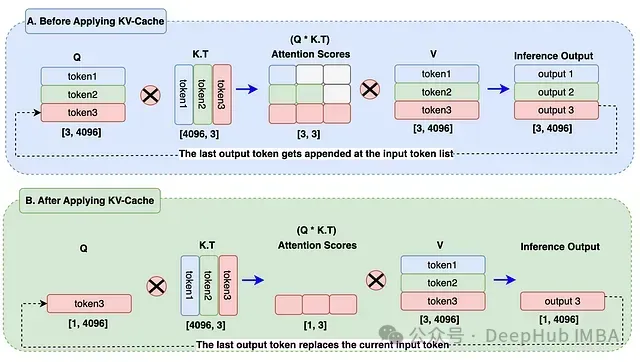 A. Before Applying KV-Cache
(Q * K.T)
Q
K.T
Attention Scores
V
Inference Output
token1
token2
token3
token1
token2
token3
token1
token2
token3
output 1
output 2
output 3
[3, 4096]
[4096, 3]
[3, 3]
[3, 4096]
[3, 4096]
The last output token gets appended at the input token list
B. After Applying KV-Cache
(Q * K.T)
Q
K.T
Attention Scores
V
Inference Output
token3
token1
token2
token3
token1
token2
token3
output 3
[1, 4096]
[4096, 3]
[1, 3]
[3, 4096]
[1, 4096]
公众号 · DeepHub IMBA
The last output token replaces the current input token